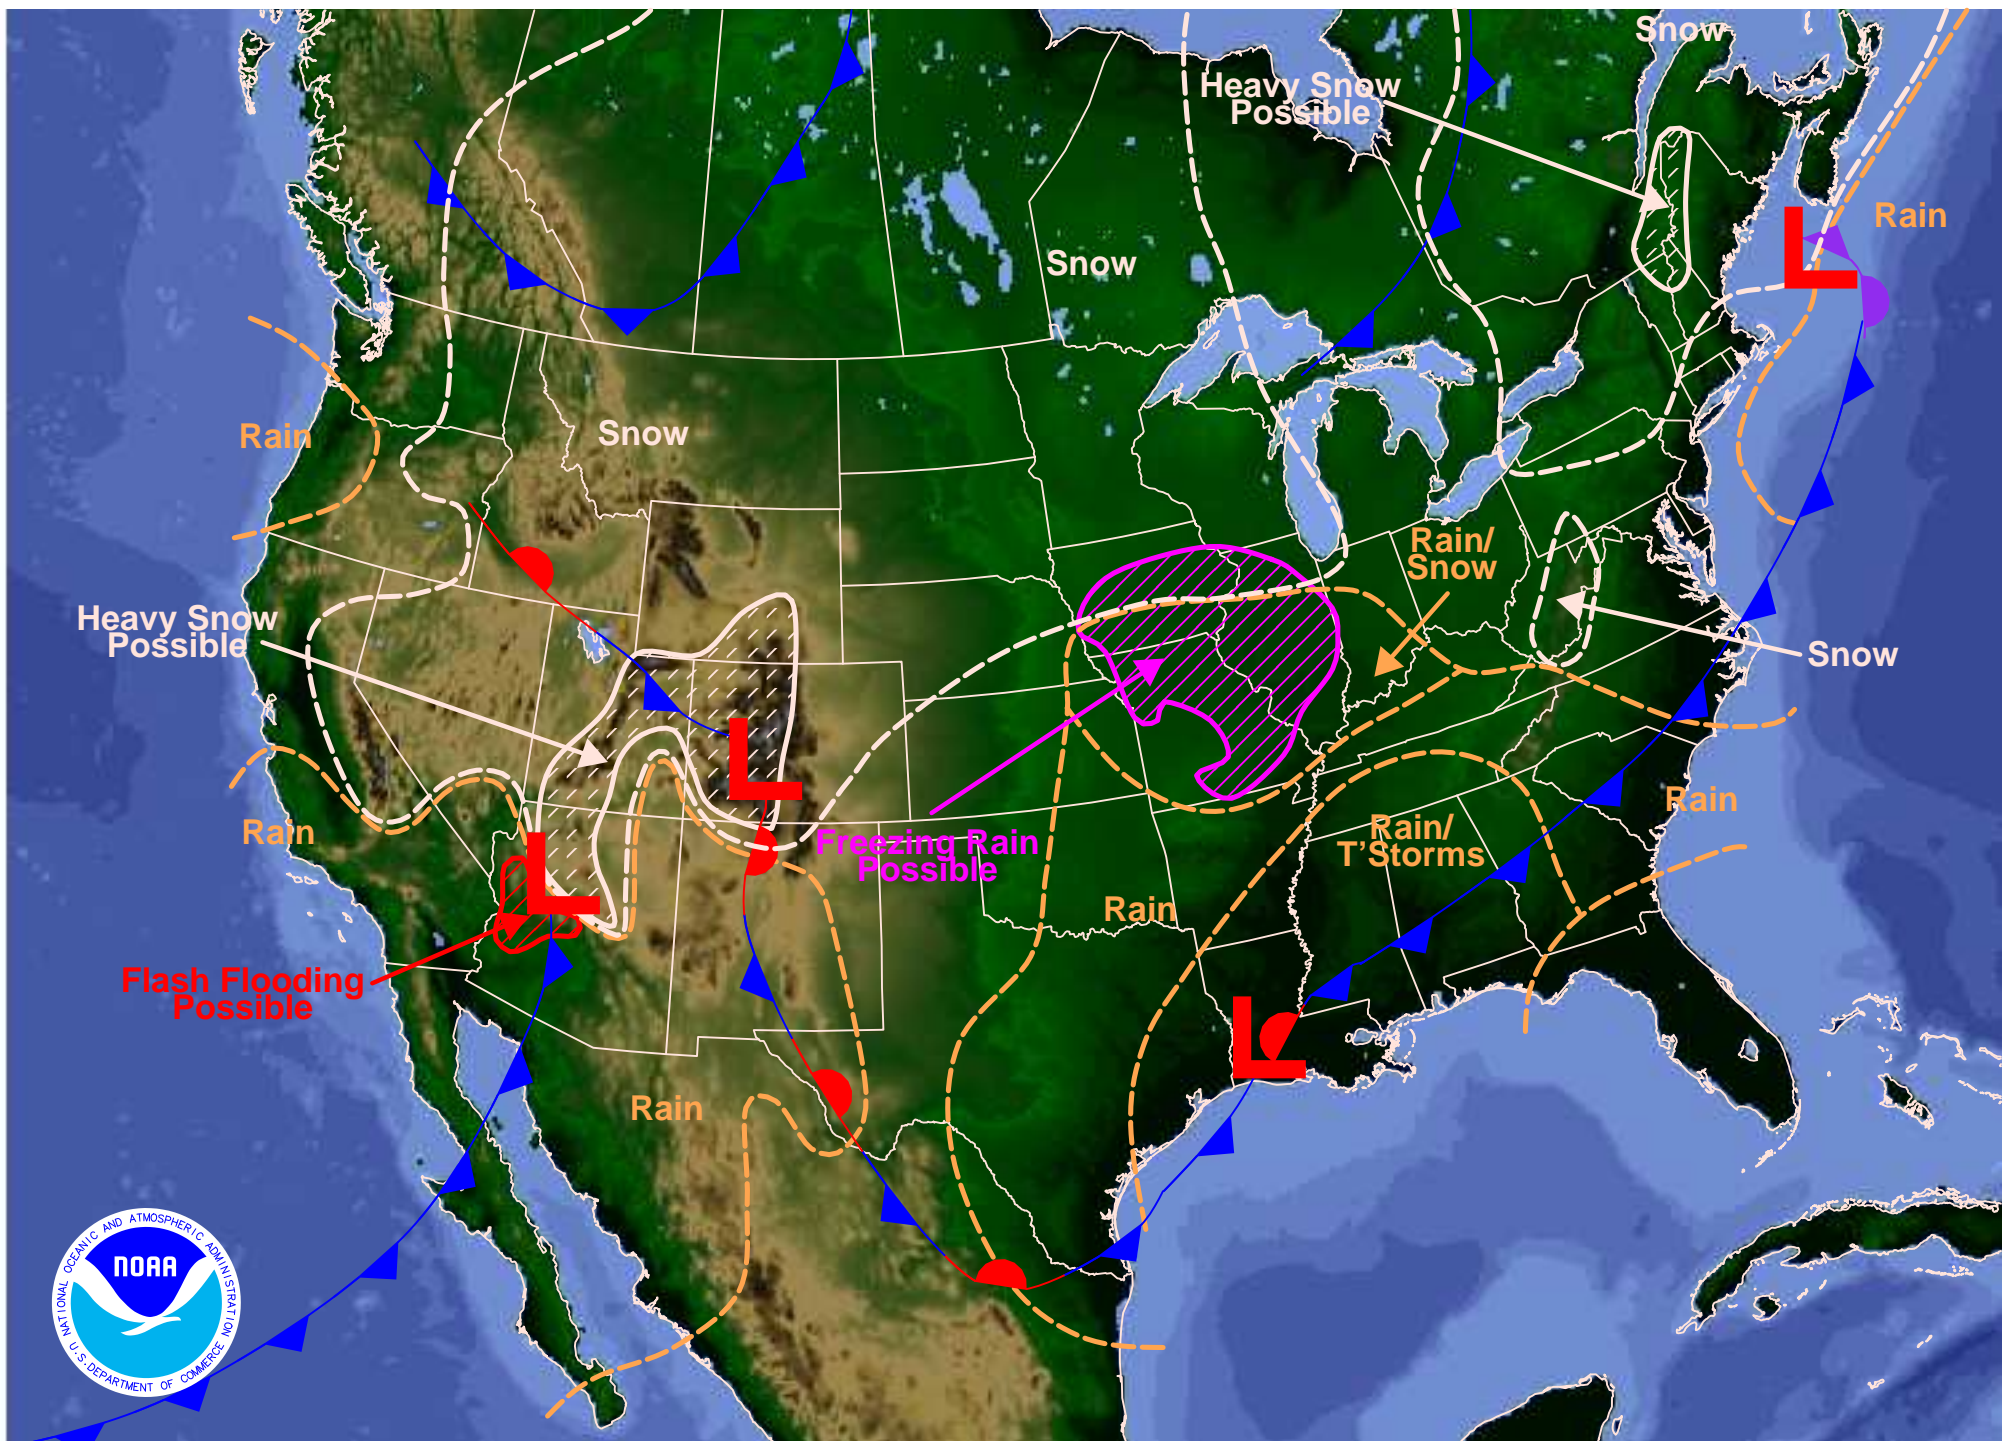 Snow
Heavy Snow
Possible
Rain
Snow
Rain
Snow
Rain/
Snow
Heavy Snow
Possible
Snow
Rain
Rain
Rain/
T'Storms
Freezing Rain
Possible
Rain
Flash Flooding
Possible
Rain
L
L
L
L
NATIONAL OCEANIC AND ATMOSPHERIC ADMINISTRATION
NOAA
U.S. DEPARTMENT OF COMMERCE